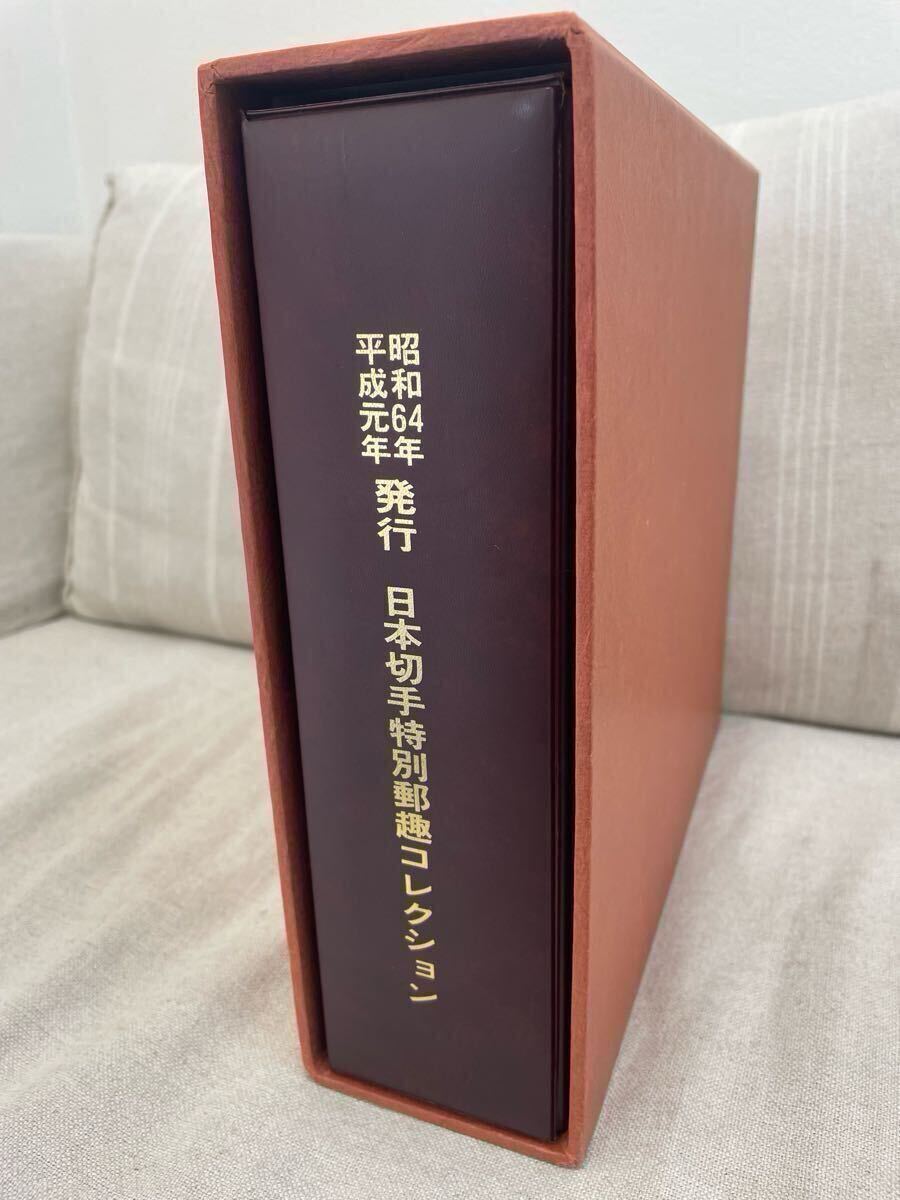 昭和64年
平成元年
発行 日本切手特別郵趣コレクション